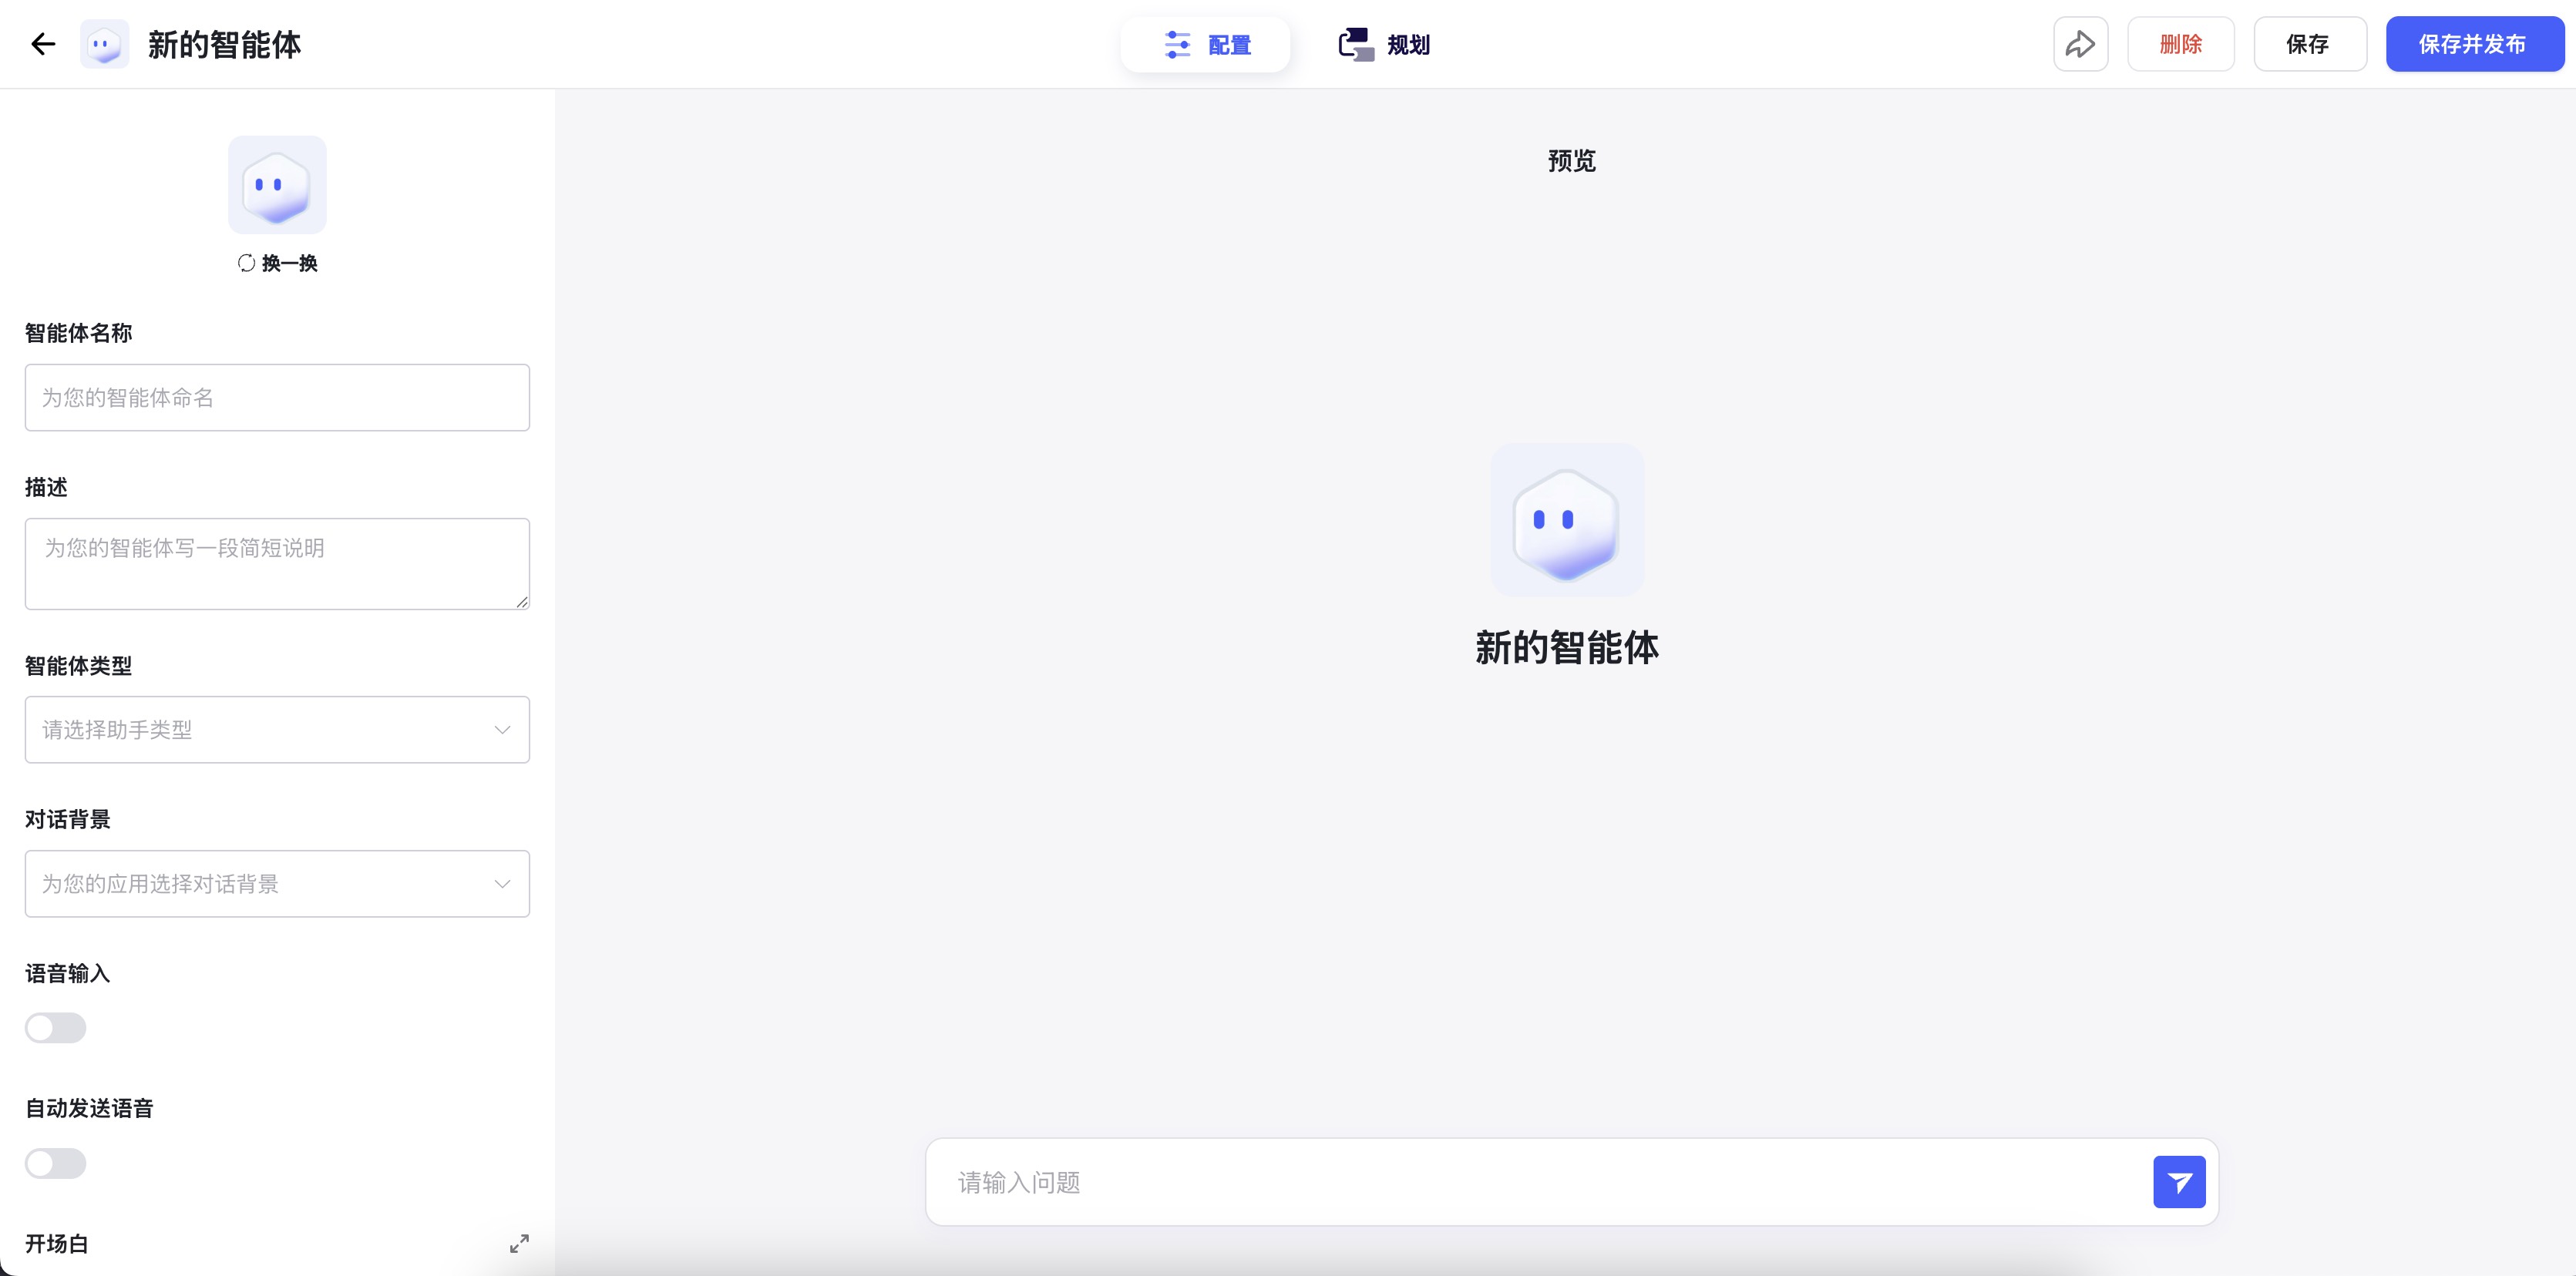 新的智能体
配置
规划
删除
保存
保存并发布
换一换
智能体名称
为您的智能体命名
描述
为您的智能体写一段简短说明
智能体类型
请选择助手类型
对话背景
为您的应用选择对话背景
语音输入
自动发送语音
开场白
预览
新的智能体
请输入问题